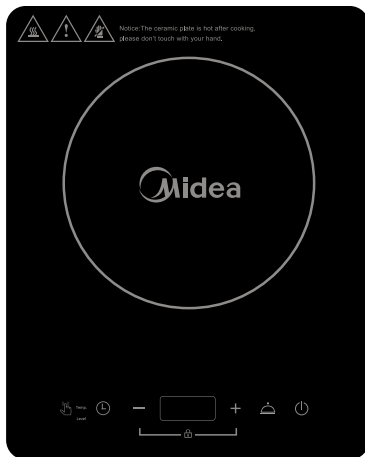 Notice:The ceramic plate is hot after cooking,
please don't touch with your hand.
Midea
Temp.
Level